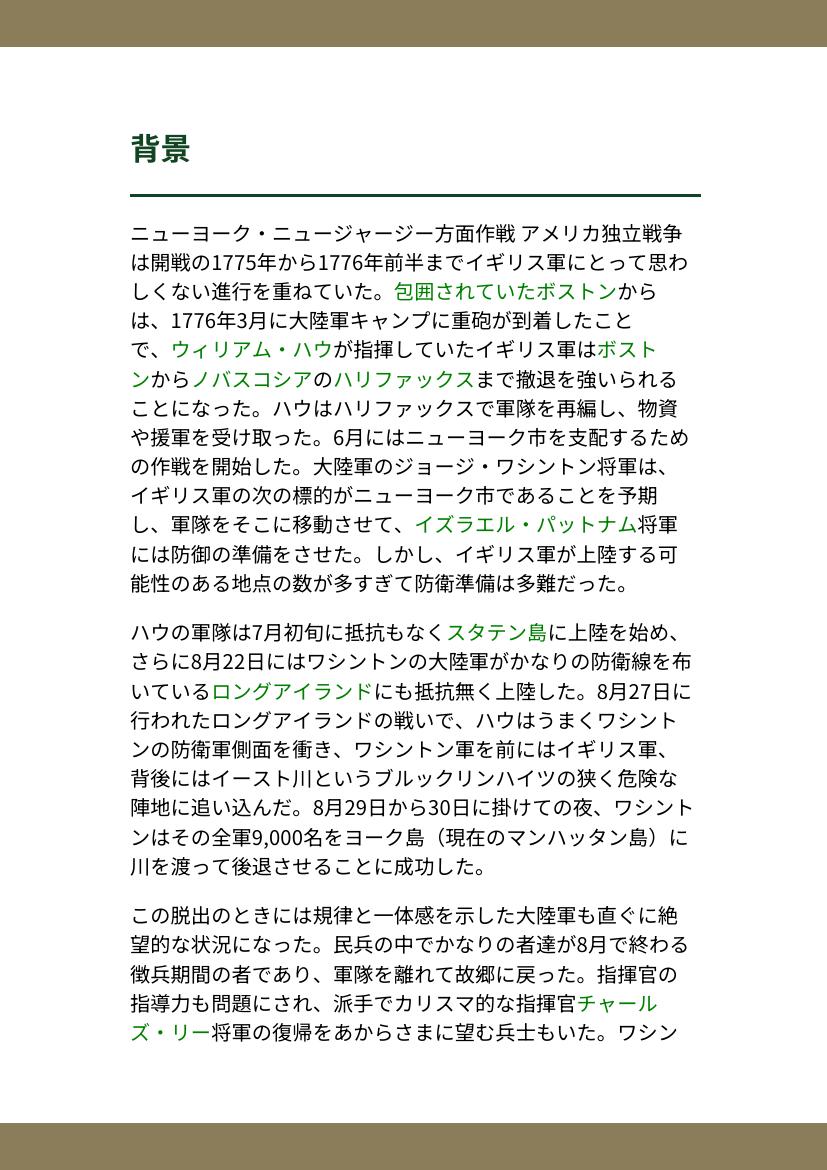 背景
ニューヨーク・ニュージャージー方面作戦 アメリカ独立戦争
は開戦の1775年から1776年前半までイギリス軍にとって思わ
しくない進行を重ねていた。包囲されていたボストンから
は、1776年3月に大陸軍キャンプに重砲が到着したこと
で、ウィリアム・ハウが指揮していたイギリス軍はボスト
ンからノバスコシアのハリファックスまで撤退を強いられる
ことになった。ハウはハリファックスで軍隊を再編し、物資
や援軍を受け取った。6月にはニューヨーク市を支配するため
の作戦を開始した。大陸軍のジョージ・ワシントン将軍は、
イギリス軍の次の標的がニューヨーク市であることを予期
し、軍隊をそこに移動させて、イズラエル・パットナム将軍
には防御の準備をさせた。しかし、イギリス軍が上陸する可
能性のある地点の数が多すぎて防衛準備は多難だった。
ハウの軍隊は7月初旬に抵抗もなくスタテン島に上陸を始め、
さらに8月22日にはワシントンの大陸軍がかなりの防衛線を布
いているロングアイランドにも抵抗無く上陸した。8月27日に
行われたロングアイランドの戦いで、ハウはうまくワシント
ンの防衛軍側面を衝き、ワシントン軍を前にはイギリス軍、
背後にはイースト川というブルックリンハイツの狭く危険な
陣地に追い込んだ。8月29日から30日に掛けての夜、ワシント
ンはその全軍9,000名をヨーク島（現在のマンハッタン島）に
川を渡って後退させることに成功した。
この脱出のときには規律と一体感を示した大陸軍も直ぐに絶
望的な状況になった。民兵の中でかなりの者達が8月で終わる
徴兵期間の者であり、軍隊を離れて故郷に戻った。指揮官の
指導力も問題にされ、派手でカリスマ的な指揮官チャール
ズ・リー将軍の復帰をあからさまに望む兵士もいた。ワシン